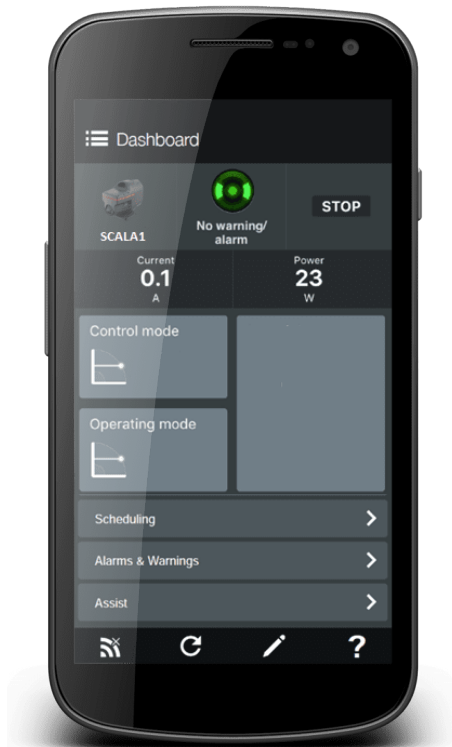 Dashboard
SCALA1
No warning/
alarm
STOP
Current
0.1
A
Power
23
W
Control mode
Operating mode
Scheduling
Alarms & Warnings
Assist
?